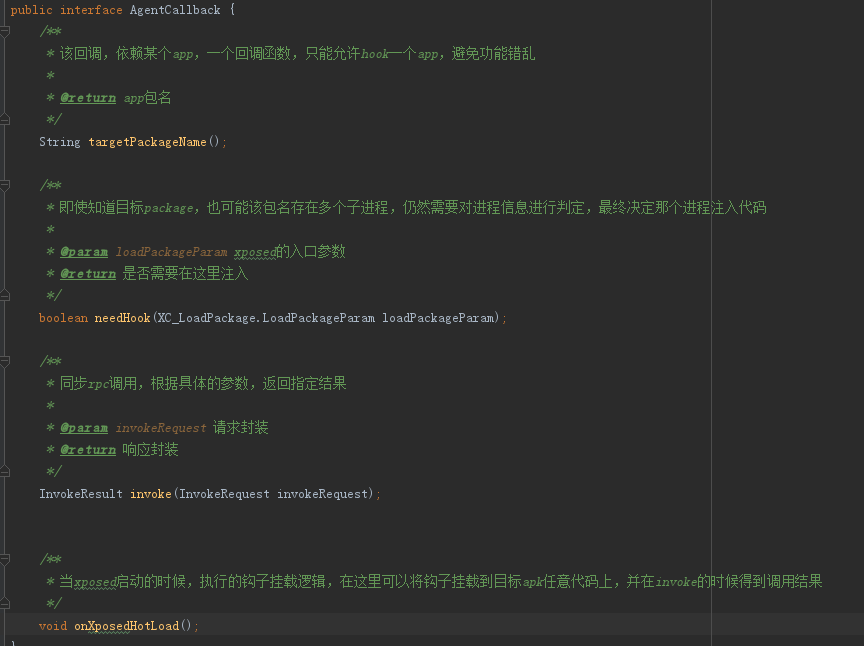 public interface AgentCallback {
/**
* 该回调，依赖某个app，一个回调函数，只能允许hook一个app，避免功能错乱
*
* @return app包名
*/
String targetPackageName();
/**
* 即使知道目标package，也可能该包名存在多个子进程，仍然需要对进程信息进行判定，最终决定那个进程注入代码
*
* @param loadPackageParam xposed的入口参数
* @return 是否需要在这里注入
*/
boolean needHook(XC_LoadPackage.LoadPackageParam loadPackageParam);
/**
* 同步rpc调用，根据具体的参数，返回指定结果
*
* @param invokeRequest 请求封装
* @return 响应封装
*/
InvokeResult invoke(InvokeRequest invokeRequest);
/**
* 当xposed启动的时候，执行的钩子挂载逻辑，在这里可以将钩子挂载到目标apk任意代码上，并在invoke的时候得到调用结果
*/
void onXposedHotLoad();
}